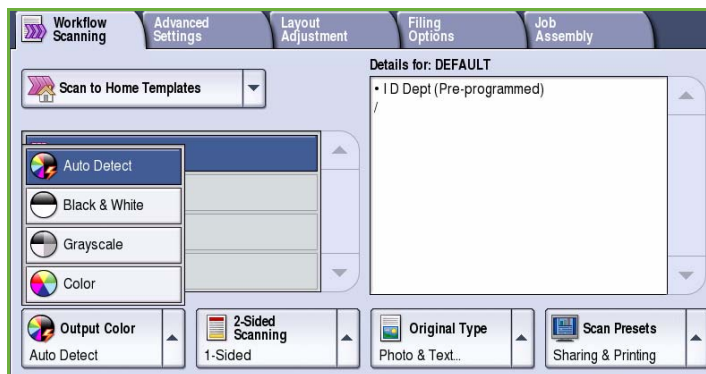 Workflow
Scanning
Advanced
Settings
Layout
Adjustment
Filing
Options
Job
Assembly
Scan to Home Templates
Details for: DEFAULT
• I D Dept (Pre-programmed)
/
Auto Detect
Black & White
Grayscale
Color
Output Color
Auto Detect
2-Sided
Scanning
1-Sided
Original Type
Photo & Text...
Scan Presets
Sharing & Printing